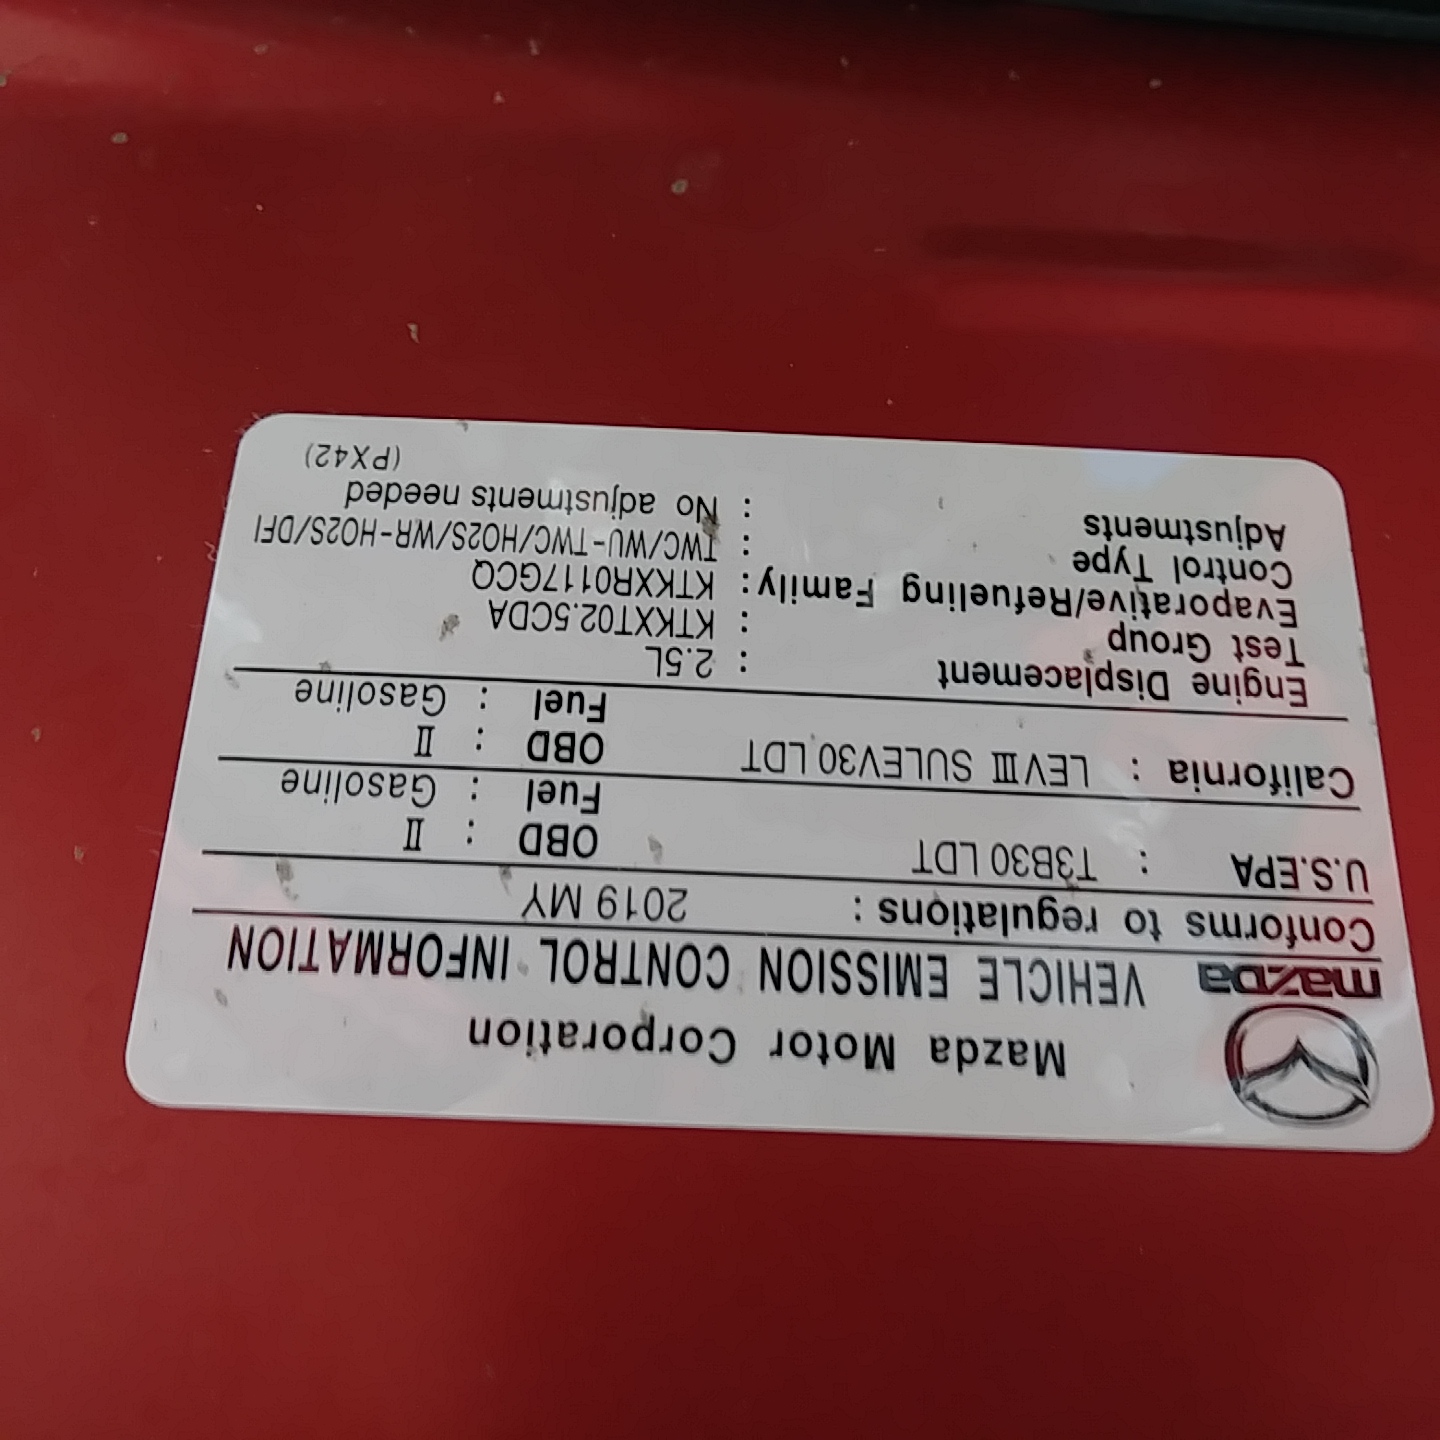 Mazda Motor Corporation
mazda VEHICLE EMISSION CONTROL INFORMATION
Conforms to regulations : 2019 MY
U.S.EPA : T3B30 LDT OBD : II
Fuel : Gasoline
California : LEVⅢ SULEV30 LDT OBD : II
Fuel : Gasoline
Engine Displacement : 2.5L
Test Group : KTKXT02.5CDA
Evaporative/Refueling Family : KTKXR0117GCQ
Control Type : TWC/WU-TWC/HO2S/WR-HO2S/DFI
Adjustments : No adjustments needed
(PX42)